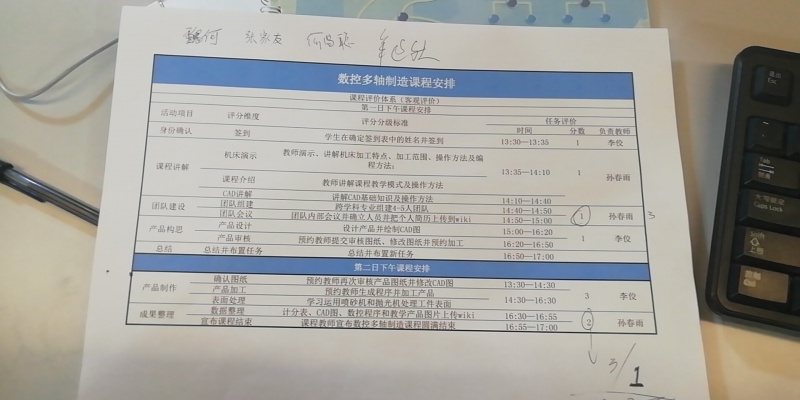 张家友
数控多轴制造课程安排
课程评价体系（客观评价）
第一日下午课程安排
活动项目 评分维度 评分分级标准 任务评价
时间 分数 负责教师
身份确认 签到 学生在确定签到表中的姓名并签到 13:30—13:35 1 李佼
课程讲解 机床演示 教师演示、讲解机床加工特点、加工范围、操作方法及编程方法； 13:35—14:10 1 孙春雨
课程介绍 教师讲解课程教学模式及操作方法
CAD讲解 讲解CAD基础知识及操作方法 14:10—14:40
团队建设 团队组建 跨学科专业组建4-5人团队 14:40—14:50 1 孙春雨 3
团队会议 团队内部会议并确立人员并把个人简历上传到wiki 14:50—15:00
产品构思 产品设计 设计产品并绘制CAD图 15:00—16:20 1 李佼
产品审核 预约教师提交审核图纸、修改图纸并预约加工 16:20—16:50
总结 总结并布置任务 总结并布置新任务 16:50—17:00
第二日下午课程安排
产品制作 确认图纸 预约教师再次审核产品图纸并修改CAD图 13:30—14:30 3 李佼
产品加工 预约教师生成程序并加工产品 14:30—16:30
表面处理 学习运用喷砂机和抛光机处理工件表面
成果整理 数据整理 计分表、CAD图、数控程序和教学产品图片上传wiki 16:30—16:55 2 孙春雨
宣布课程结束 课程教师宣布数控多轴制造课程圆满结束 16:55—17:00
3/1